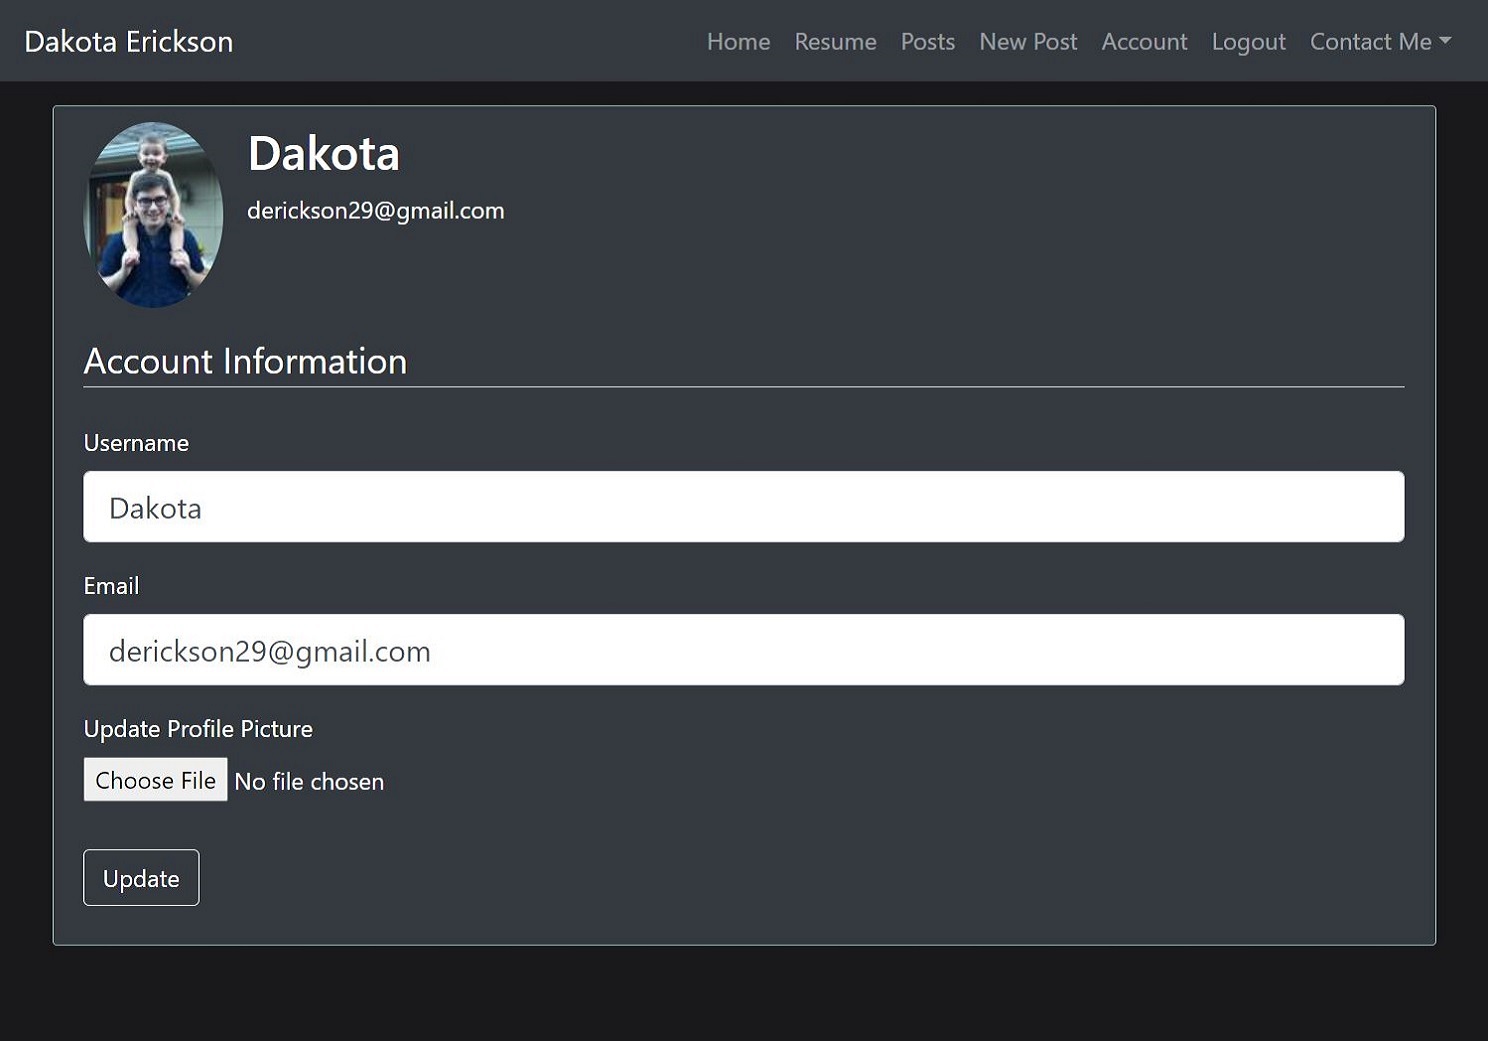 Dakota Erickson
Home Resume Posts New Post Account Logout Contact Me
Dakota
derickson29@gmail.com
Account Information
Username
Dakota
Email
derickson29@gmail.com
Update Profile Picture
Choose File No file chosen
Update